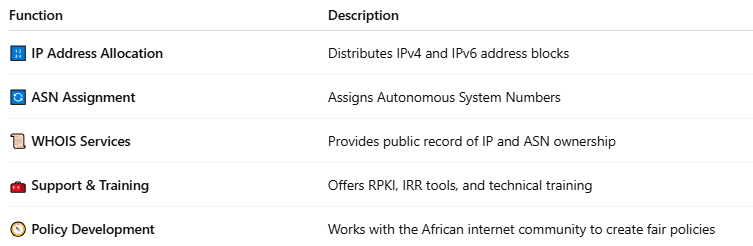 Function Description
IP Address Allocation Distributes IPv4 and IPv6 address blocks
ASN Assignment Assigns Autonomous System Numbers
WHOIS Services Provides public record of IP and ASN ownership
Support & Training Offers RPKI, IRR tools, and technical training
Policy Development Works with the African internet community to create fair policies